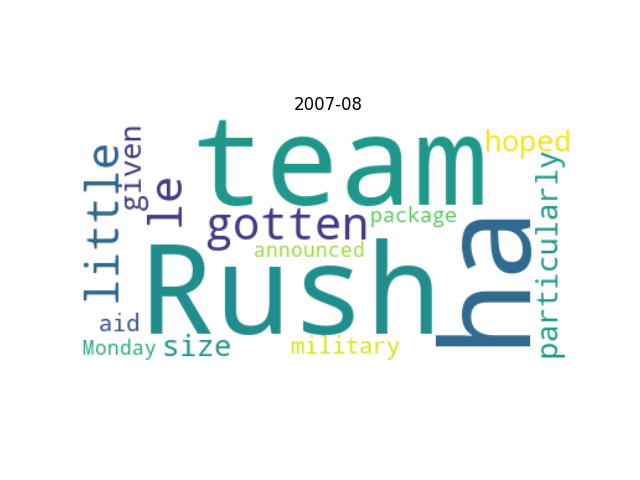 2007-08
team
hoped
given
little
le
gotten
package
particularly
announced
Rush
ha
aid
Monday
size
military